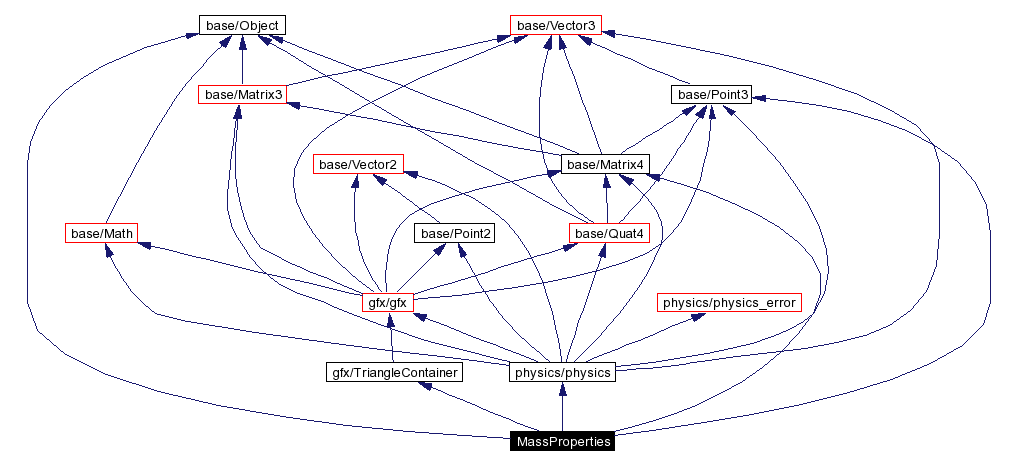 base/Object
base/Vector3
base/Matrix3
base/Point3
base/Vector2
base/Matrix4
base/Math
base/Point2
base/Quat4
gfx/gfx
physics/physics_error
gfx/TriangleContainer
physics/physics
MassProperties